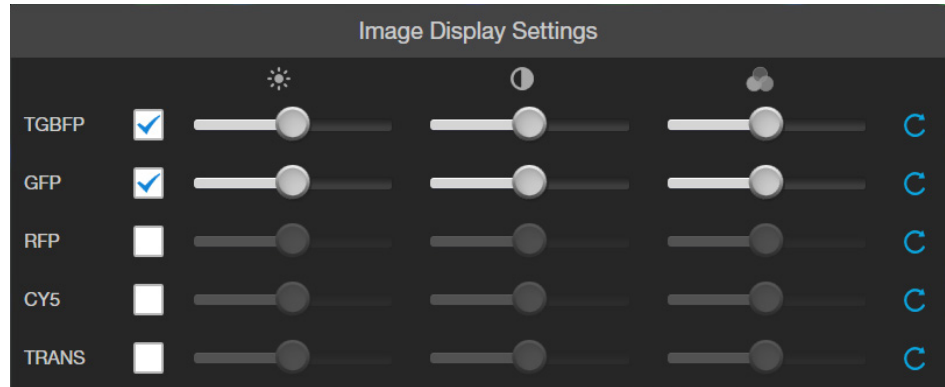 Image Display Settings
TGBFP
GFP
RFP
CY5
TRANS